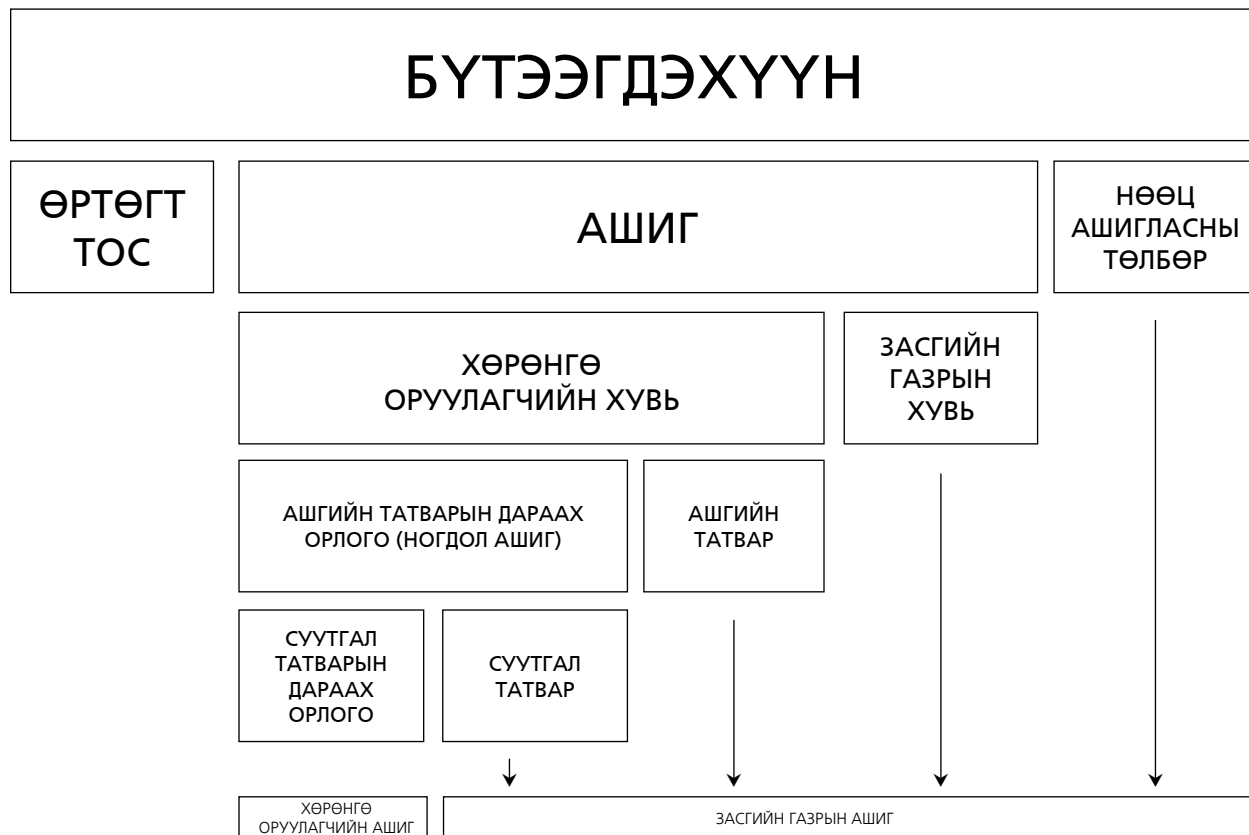 БҮТЭЭГДЭХҮҮН
ӨРТӨГТ
ТОС
АШИГ
НӨӨЦ
АШИГЛАСНЫ
ТӨЛБӨР
ХӨРӨНГӨ
ОРУУЛАГЧИЙН ХУВЬ
ЗАСГИЙН
ГАЗРЫН
ХУВЬ
АШГИЙН ТАТВАРЫН ДАРААХ
ОРЛОГО (НОГДОЛ АШИГ)
АШГИЙН
ТАТВАР
СУУТГАЛ
ТАТВАРЫН
ДАРААХ
ОРЛОГО
СУУТГАЛ
ТАТВАР
ХӨРӨНГӨ
ОРУУЛАГЧИЙН АШИГ
ЗАСГИЙН ГАЗРЫН АШИГ